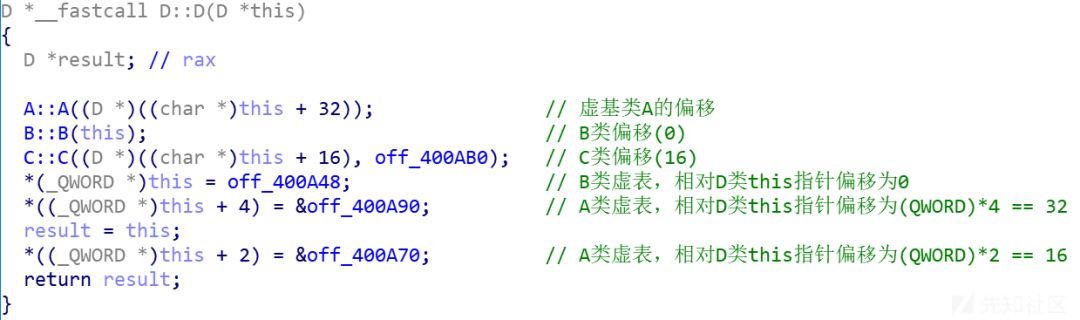 D *__fastcall D::D(D *this)
{
D *result; // rax
A::A((D *)((char *)this + 32)); // 虚基类A的偏移
B::B(this); // B类偏移(0)
C::C((D *)((char *)this + 16), off_400AB0); // C类偏移(16)
*(_QWORD *)this = off_400A48; // B类虚表，相对D类this指针偏移为0
*((_QWORD *)this + 4) = &off_400A90; // A类虚表，相对D类this指针偏移为(QWORD)*4 == 32
result = this;
*((_QWORD *)this + 2) = &off_400A70; // A类虚表，相对D类this指针偏移为(QWORD)*2 == 16
return result;
}
先知社区